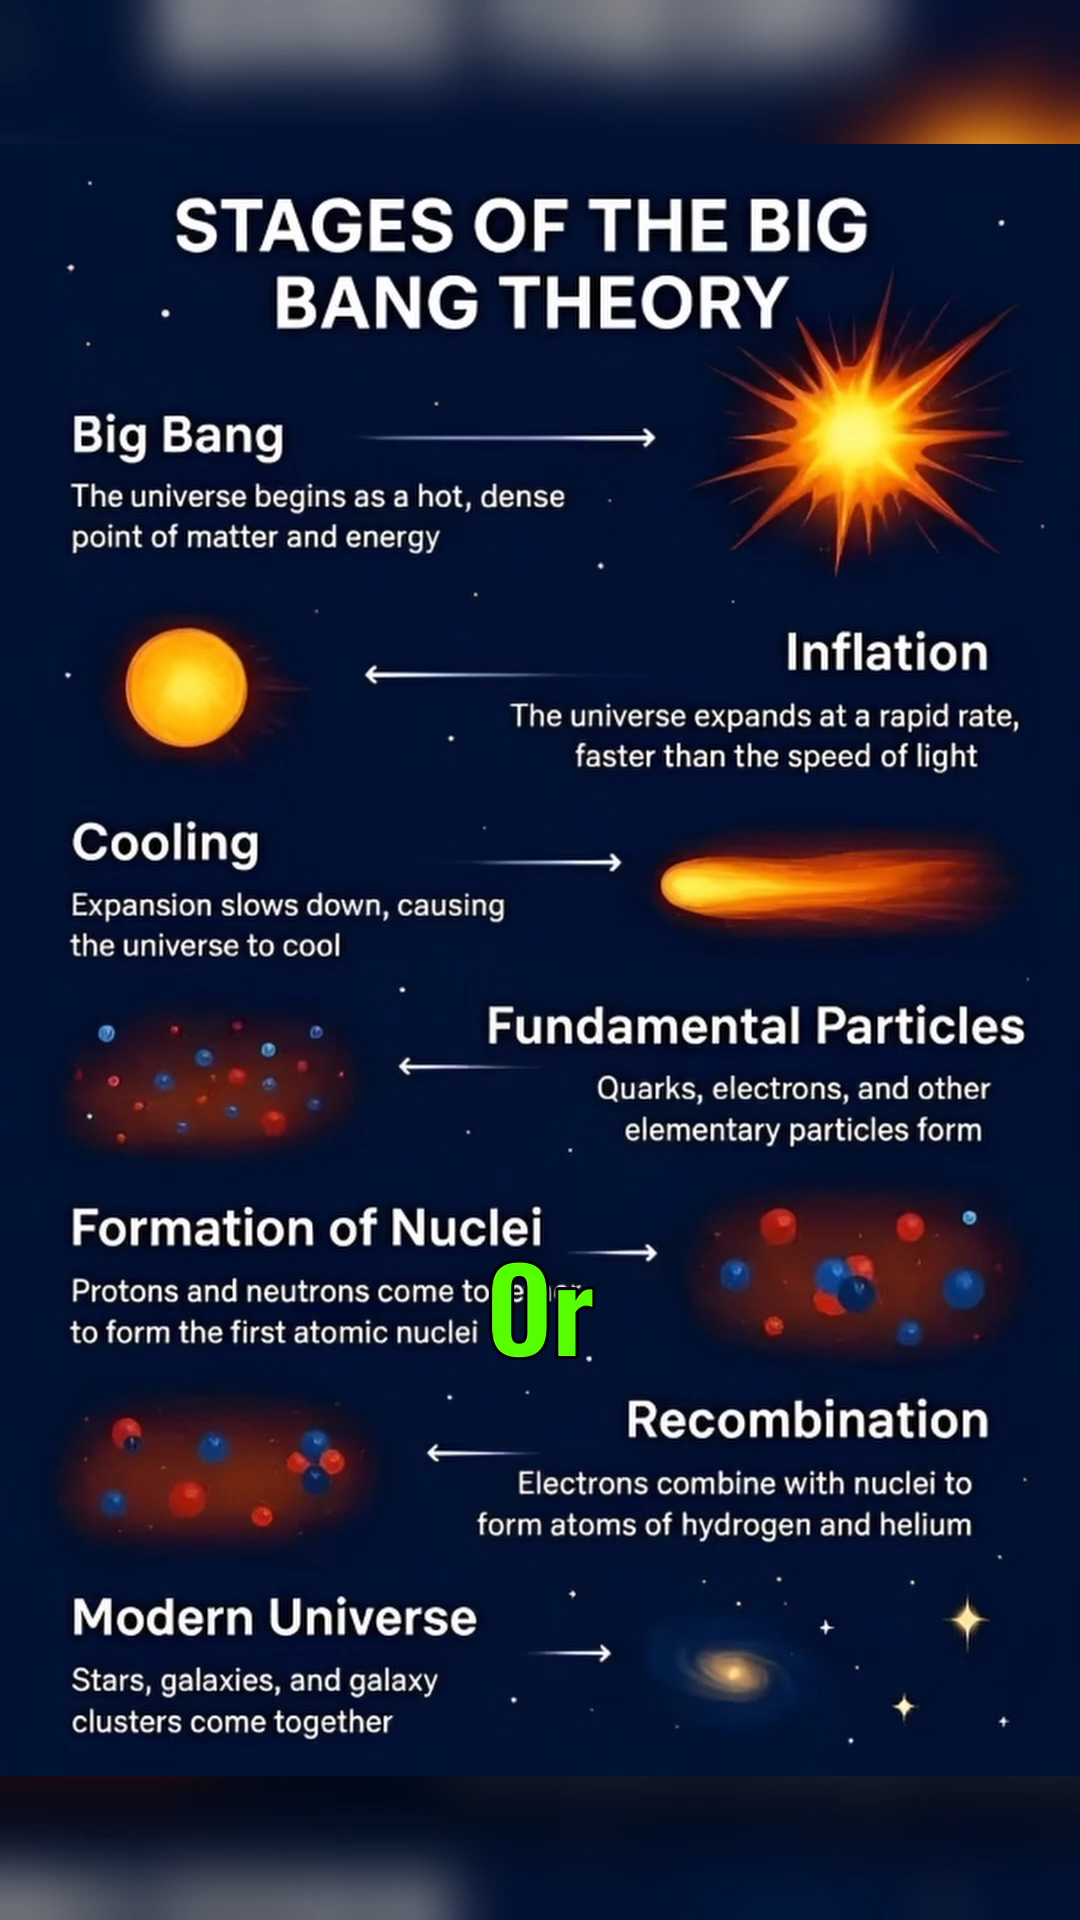 STAGES OF THE BIG
BANG THEORY
Big Bang
The universe begins as a hot, dense
point of matter and energy
Inflation
The universe expands at a rapid rate,
faster than the speed of light
Cooling
Expansion slows down, causing
the universe to cool
Fundamental Particles
Quarks, electrons, and other
elementary particles form
Formation of Nuclei
Protons and neutrons come
to form the first atomic nuclei
Or
Recombination
Electrons combine with nuclei to
form atoms of hydrogen and helium
Modern Universe
Stars, galaxies, and galaxy
clusters come together